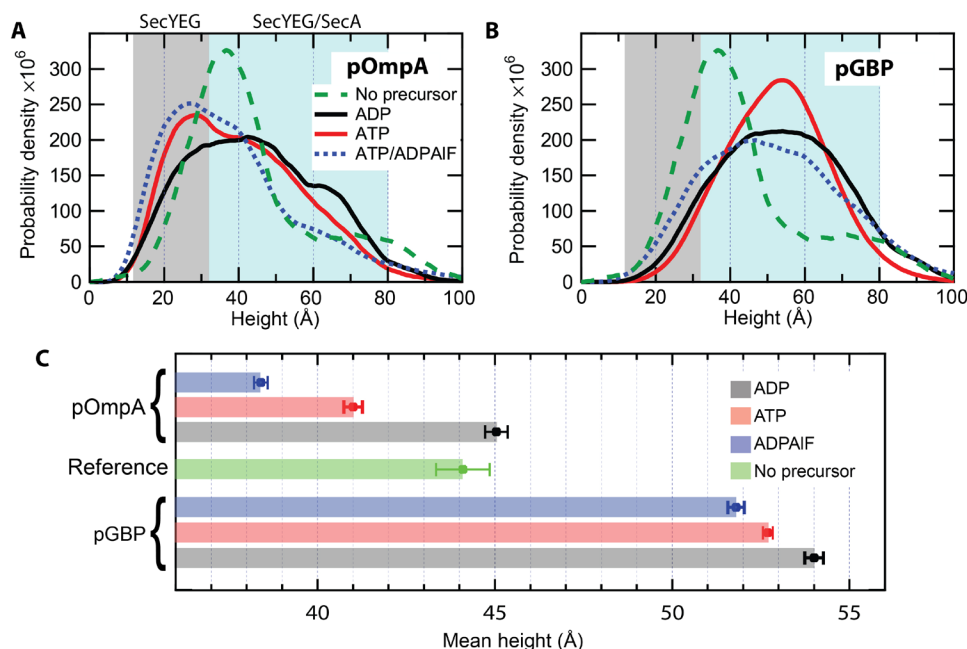 SecYEG SecYEG/SecA
A
pOmpA
Probability density ×10⁶
300
250
200
150
100
50
0
No precursor
ADP
ATP
ATP/ADPAlF
0 20 40 60 80 100
Height (Å)
B
pGBP
Probability density ×10⁶
300
250
200
150
100
50
0
0 20 40 60 80 100
Height (Å)
C
pOmpA
Reference
pGBP
ADP
ATP
ADPAlF
No precursor
40 45 50 55
Mean height (Å)